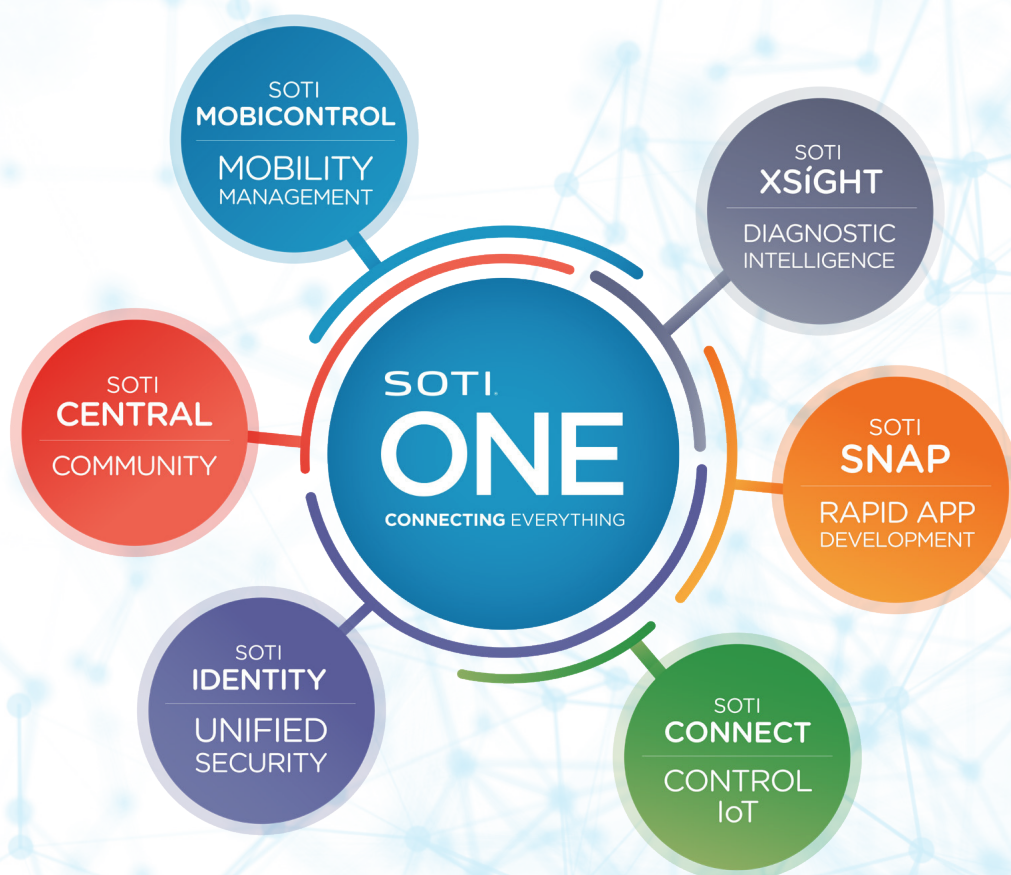 SOTI
MOBICONTROL
MOBILITY
MANAGEMENT
SOTI
XSíGHT
DIAGNOSTIC
INTELLIGENCE
SOTI
CENTRAL
COMMUNITY
SOTI.
ONE
CONNECTING EVERYTHING
SOTI
SNAP
RAPID APP
DEVELOPMENT
SOTI
IDENTITY
UNIFIED
SECURITY
SOTI
CONNECT
CONTROL
IoT